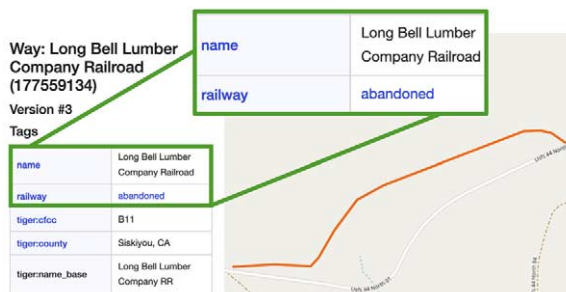 Way: Long Bell Lumber
Company Railroad
(177559134)
Version #3
Tags
name
Long Bell Lumber
Company Railroad
railway
abandoned
tiger:cfcc
B11
tiger:county
Siskiyou, CA
tiger:name_base
Long Bell Lumber
Company RR
name
Long Bell Lumber
Company Railroad
railway
abandoned